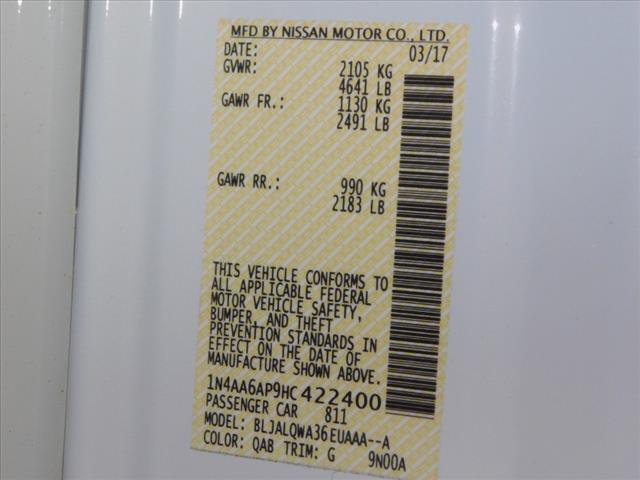 MFD BY NISSAN MOTOR CO., LTD.
DATE: 03/17
GVWR: 2105 KG
4641 LB
GAWR FR.: 1130 KG
2491 LB
GAWR RR.: 990 KG
2183 LB
THIS VEHICLE CONFORMS TO
ALL APPLICABLE FEDERAL
MOTOR VEHICLE SAFETY,
BUMPER, AND THEFT
PREVENTION STANDARDS IN
EFFECT ON THE DATE OF
MANUFACTURE SHOWN ABOVE.
1N4AA6AP9HC422400
PASSENGER CAR 811
MODEL: BLJALQWA36EUAAA--A
COLOR: QAB TRIM: G 9N00A